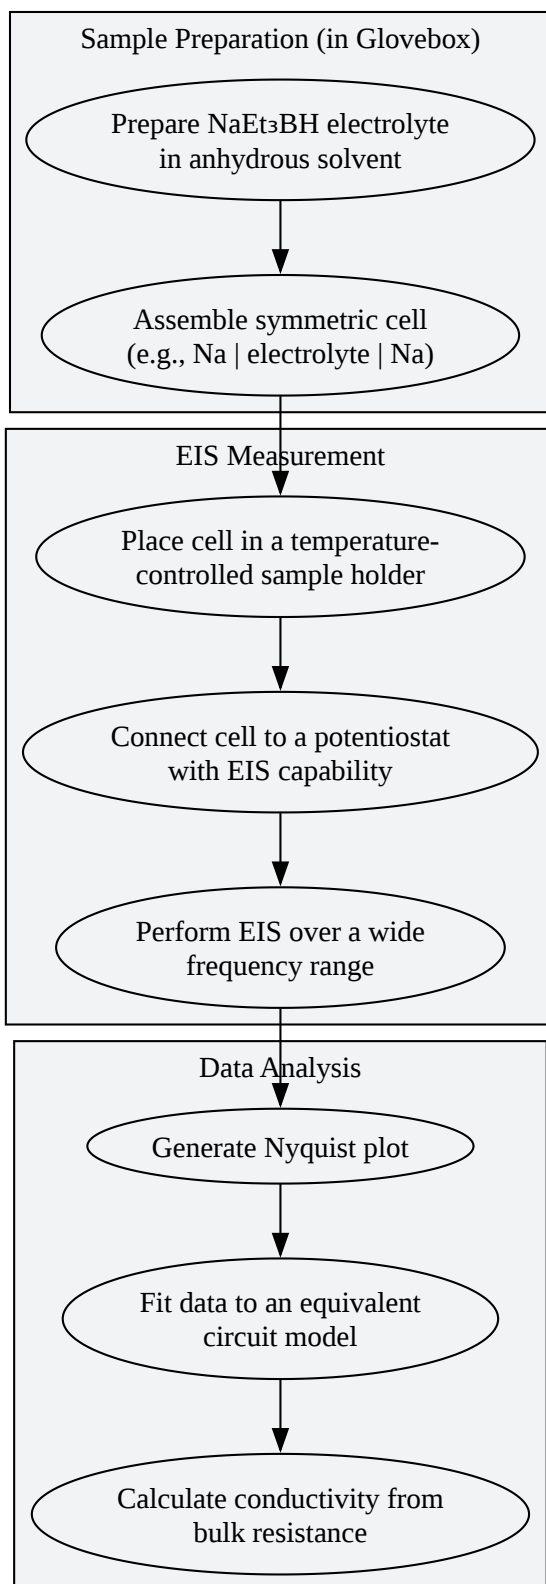 Sample Preparation (in Glovebox)
Prepare NaEt₃BH electrolyte
in anhydrous solvent
Assemble symmetric cell
(e.g., Na | electrolyte | Na)
EIS Measurement
Place cell in a temperature-
controlled sample holder
Connect cell to a potentiostat
with EIS capability
Perform EIS over a wide
frequency range
Data Analysis
Generate Nyquist plot
Fit data to an equivalent
circuit model
Calculate conductivity from
bulk resistance